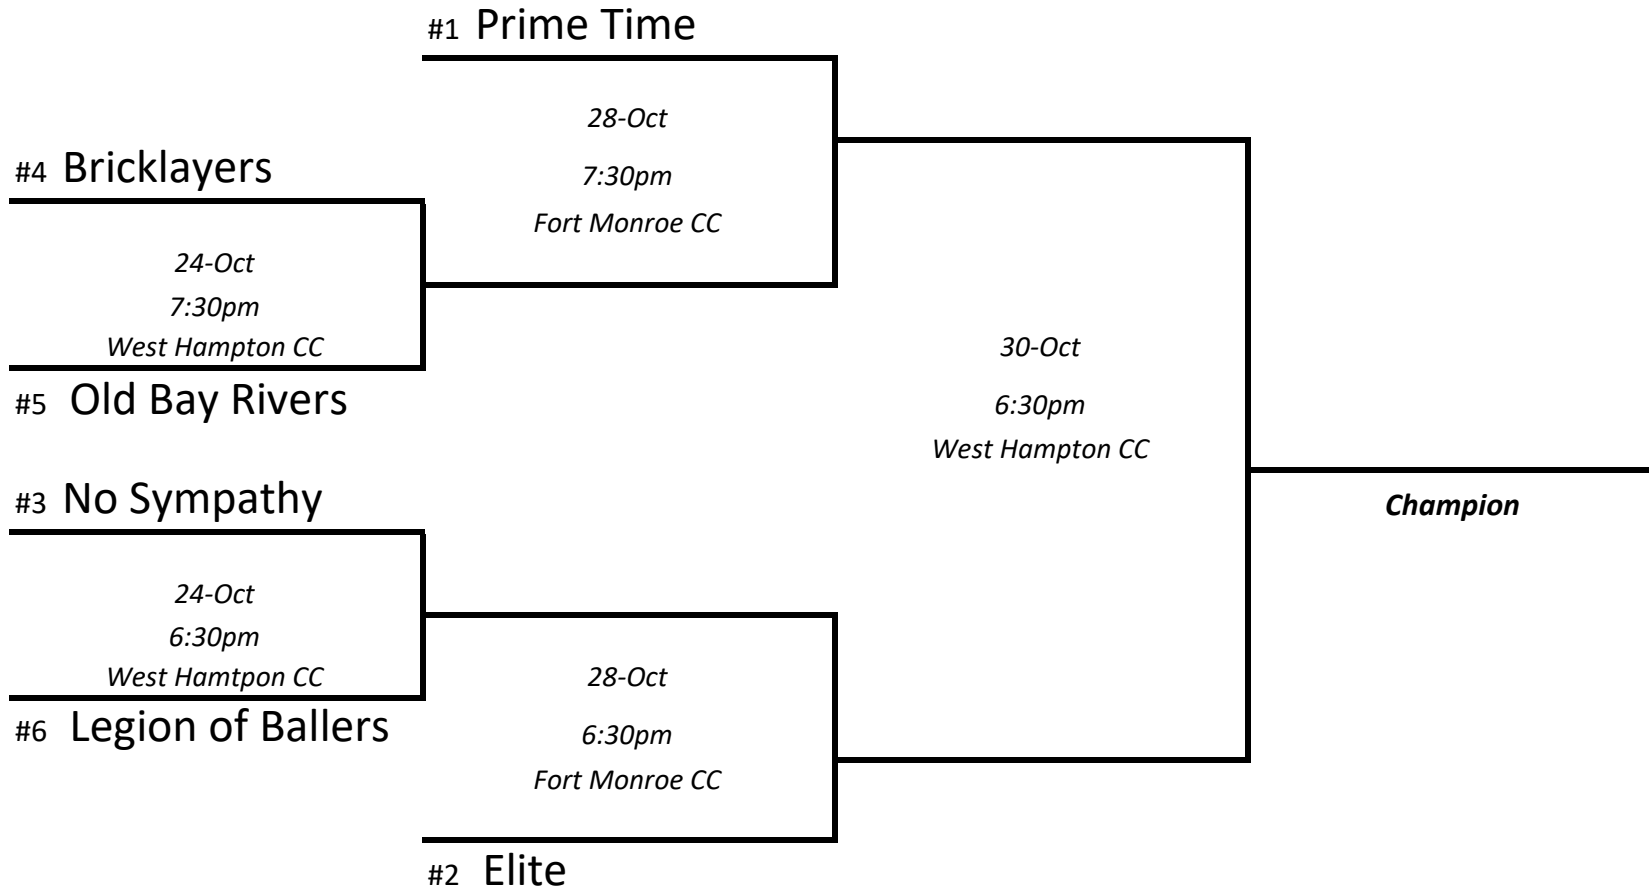 #1 Prime Time
28-Oct
7:30pm
Fort Monroe CC
#4 Bricklayers
24-Oct
7:30pm
West Hampton CC
#5 Old Bay Rivers
30-Oct
6:30pm
West Hampton CC
Champion
#3 No Sympathy
24-Oct
6:30pm
West Hamtpon CC
#6 Legion of Ballers
28-Oct
6:30pm
Fort Monroe CC
#2 Elite